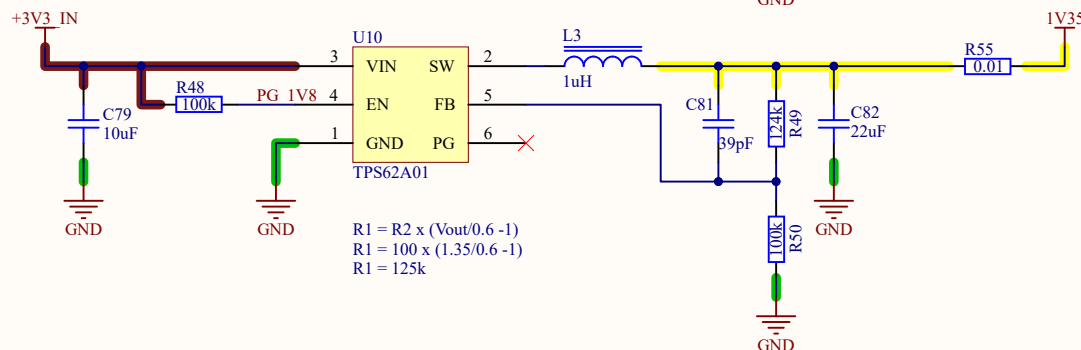 GND
+3V3_IN
1V35
U10
L3
R55
3
VIN
SW
2
0.01
1uH
R48
PG_1V8
4
EN
FB
5
C81
C79
100k
124k
R49
C82
10uF
1
GND
PG
6
39pF
22uF
TPS62A01
GND
GND
R1 = R2 x (Vout/0.6 -1)
R1 = 100 x (1.35/0.6 -1)
R1 = 125k
100k
R50
GND
GND